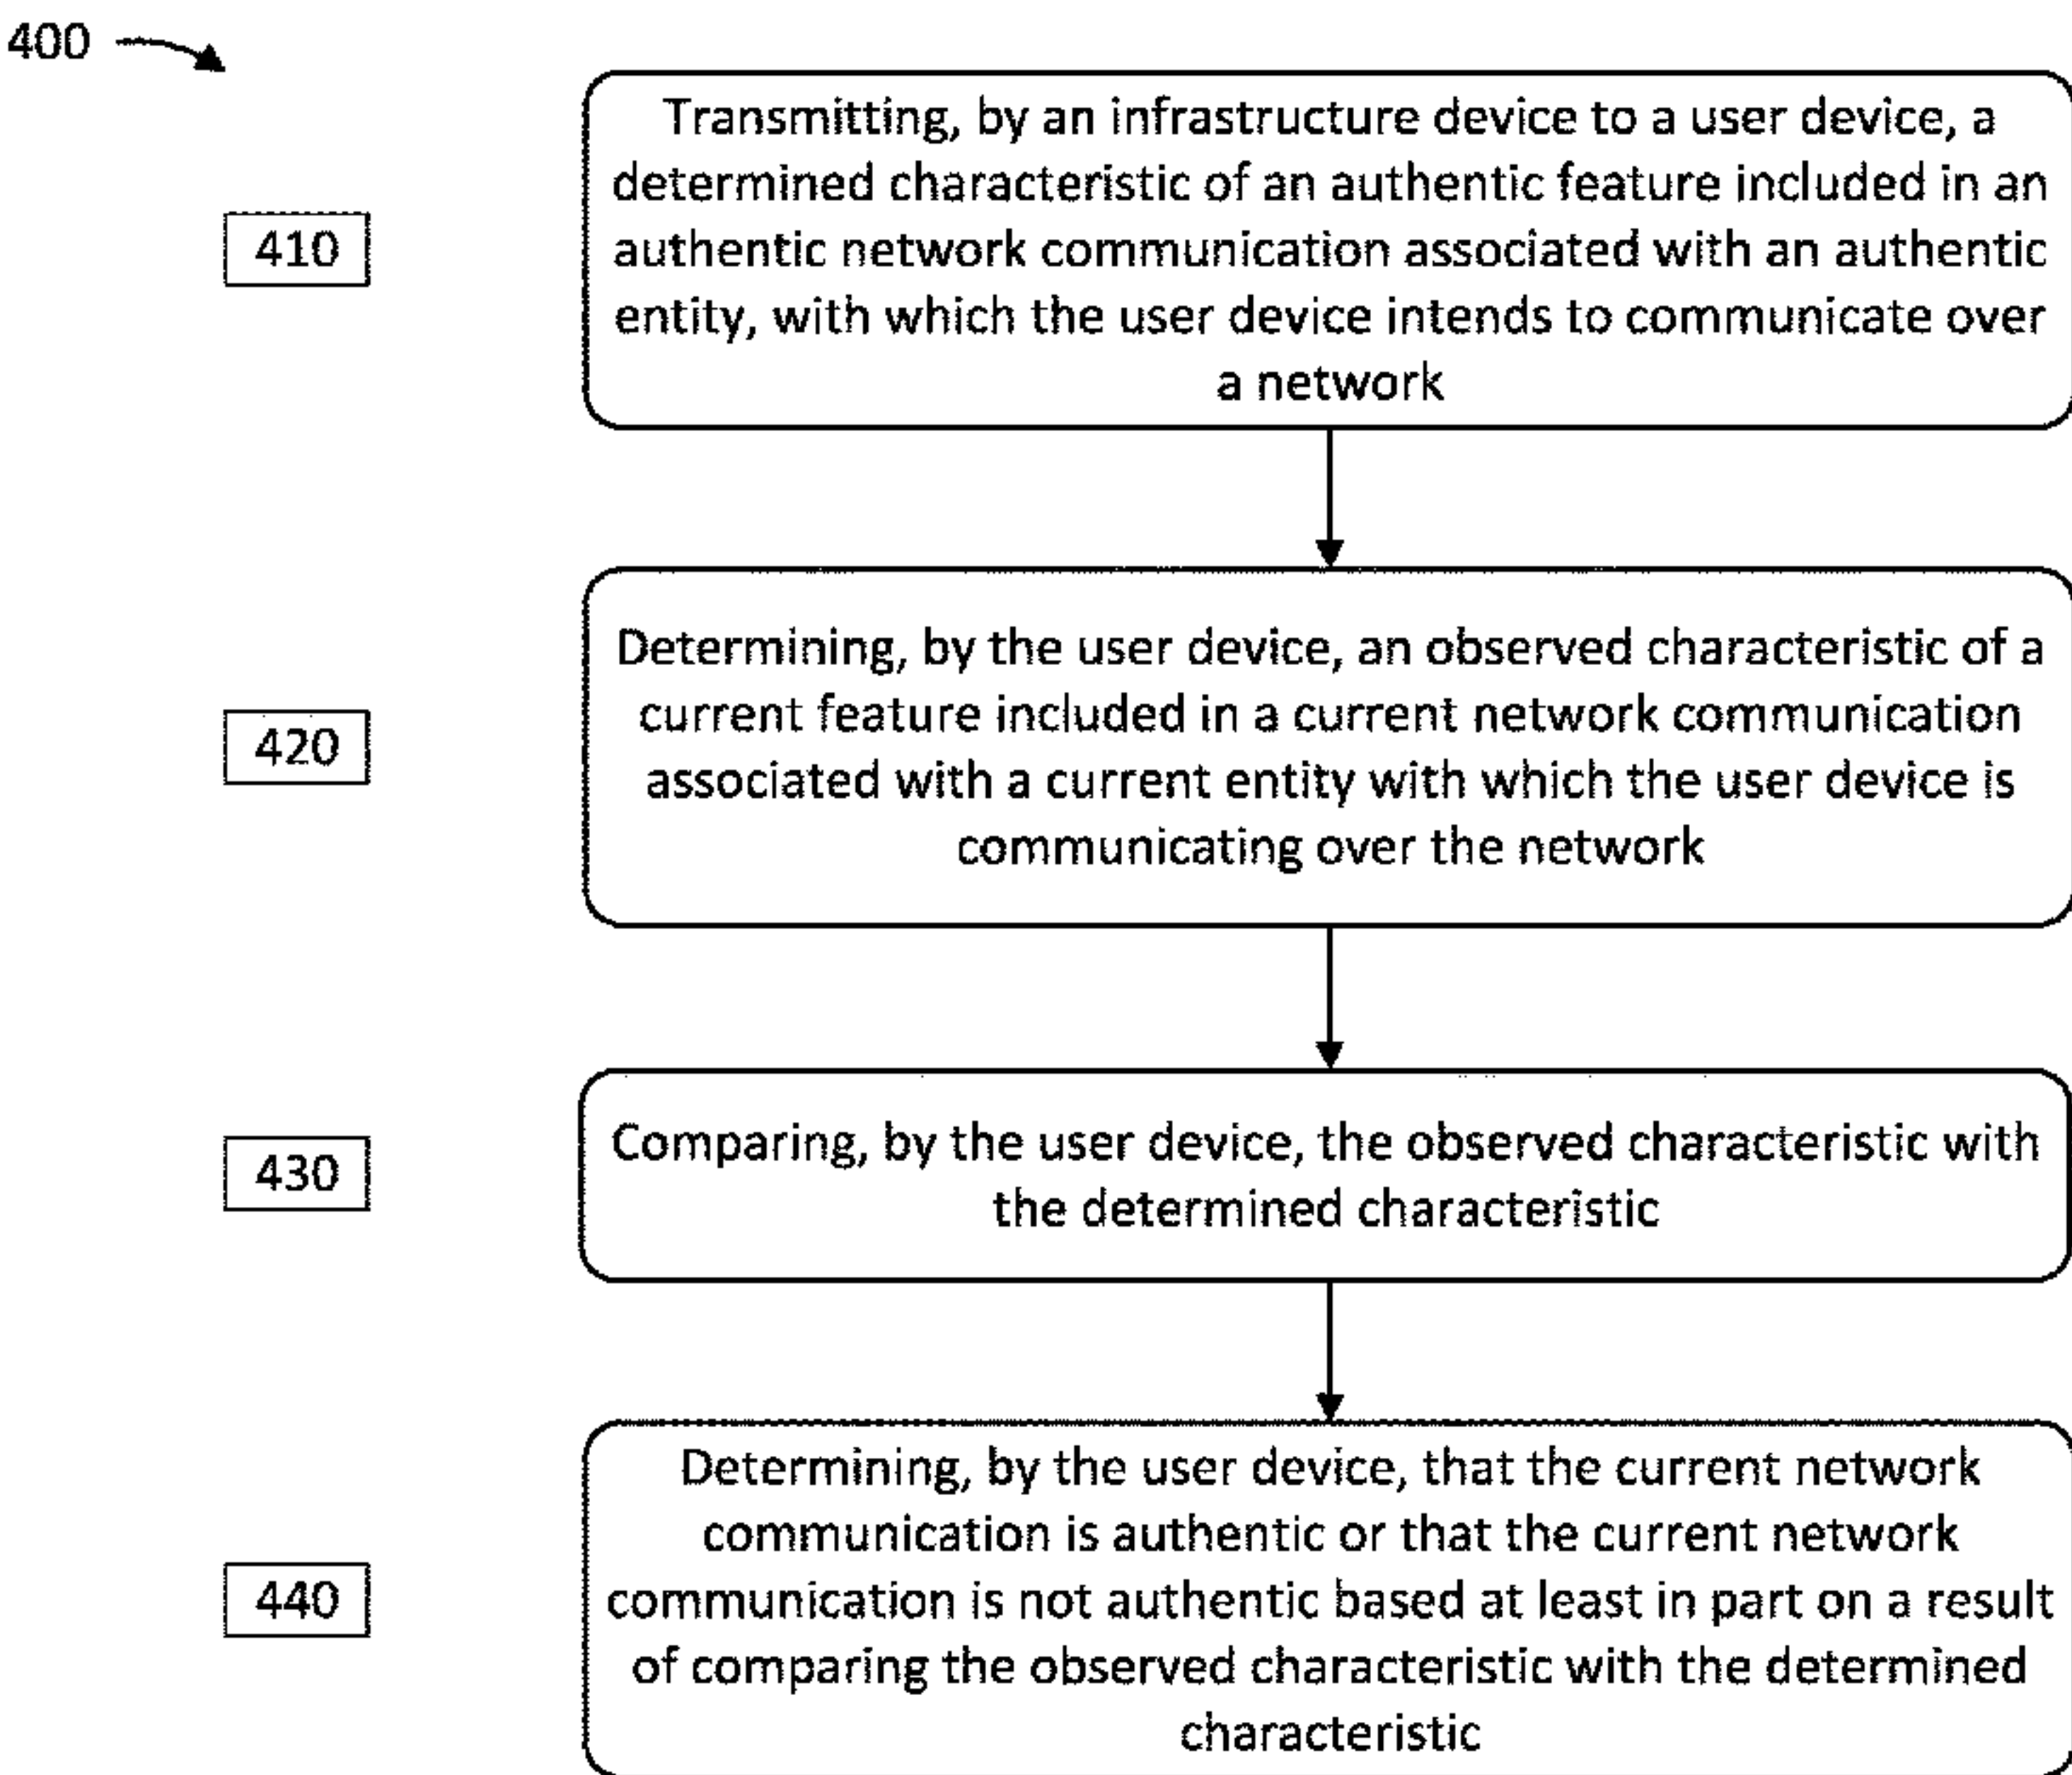 400
Transmitting, by an infrastructure device to a user device, a
determined characteristic of an authentic feature included in an
authentic network communication associated with an authentic
entity, with which the user device intends to communicate over
a network
410
Determining, by the user device, an observed characteristic of a
current feature included in a current network communication
associated with a current entity with which the user device is
communicating over the network
420
Comparing, by the user device, the observed characteristic with
the determined characteristic
430
Determining, by the user device, that the current network
communication is authentic or that the current network
communication is not authentic based at least in part on a result
of comparing the observed characteristic with the determined
characteristic
440